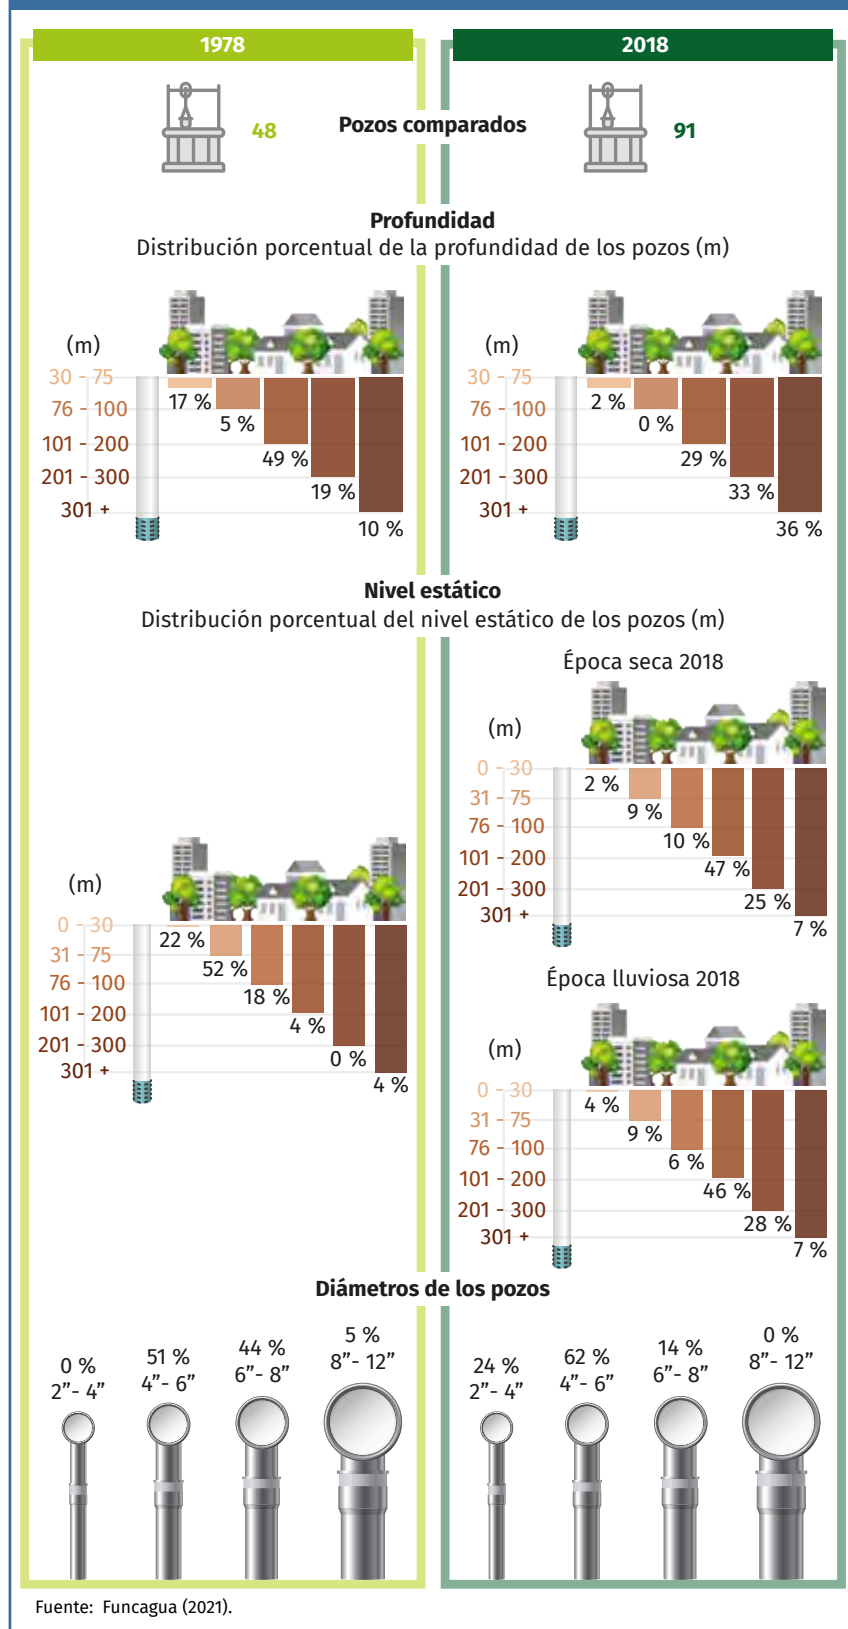 1978
2018
48
Pozos comparados
91
Profundidad
Distribución porcentual de la profundidad de los pozos (m)
(m)
30 - 75
76 - 100
101 - 200
201 - 300
301 +
17 %
5 %
49 %
19 %
10 %
(m)
30 - 75
76 - 100
101 - 200
201 - 300
301 +
2 %
0 %
29 %
33 %
36 %
Nivel estático
Distribución porcentual del nivel estático de los pozos (m)
(m)
0 - 30
31 - 75
76 - 100
101 - 200
201 - 300
301 +
22 %
52 %
18 %
4 %
0 %
4 %
Época seca 2018
(m)
0 - 30
31 - 75
76 - 100
101 - 200
201 - 300
301 +
2 %
9 %
10 %
47 %
25 %
7 %
Época lluviosa 2018
(m)
0 - 30
31 - 75
76 - 100
101 - 200
201 - 300
301 +
4 %
9 %
6 %
46 %
28 %
7 %
Diámetros de los pozos
0 %
2”- 4”
51 %
4”- 6”
44 %
6”- 8”
5 %
8”- 12”
24 %
2”- 4”
62 %
4”- 6”
14 %
6”- 8”
0 %
8”- 12”
Fuente: Funcagua (2021).